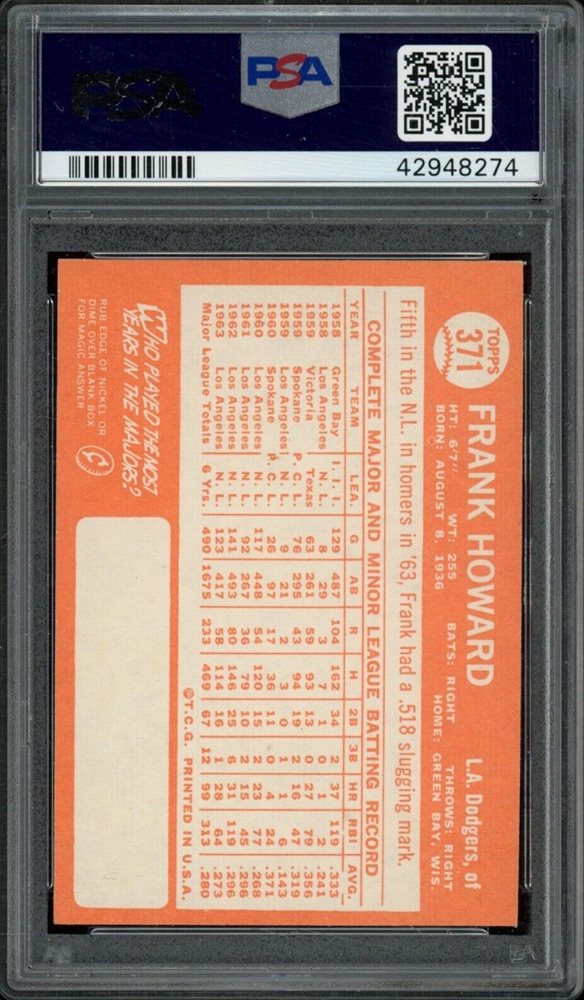 PSA
PSA
42948274
TOPPS
371
FRANK HOWARD
L.A. Dodgers, of
HT: 6'7" WT: 255 BATS: RIGHT THROWS: RIGHT
BORN: AUGUST 8, 1936 HOME: GREEN BAY, WIS.
Fifth in the N.L. in homers in '63, Frank had a .518 slugging mark.
COMPLETE MAJOR AND MINOR LEAGUE BATTING RECORD
YEAR TEAM LEA. G AB R H 2B 3B HR RBI AVG.
1958 Green Bay I. I. I. 129 487 104 162 34 2 37 119 .333
1958 Los Angeles N. L. 8 29 3 7 1 0 1 2 .241
1959 Victoria Texas 63 261 59 93 13 0 27 79 .356
1959 Spokane P. C. L. 76 295 43 94 19 2 16 47 .319
1959 Los Angeles N. L. 9 21 2 3 0 1 1 6 .143
1960 Spokane P. C. L. 26 97 17 36 11 0 4 24 .371
1960 Los Angeles N. L. 117 448 54 120 15 2 23 77 .268
1961 Los Angeles N. L. 92 267 36 79 10 2 15 45 .296
1962 Los Angeles N. L. 141 493 80 146 25 6 31 119 .296
1963 Los Angeles N. L. 123 417 58 114 16 1 28 64 .273
Major League Totals 6 Yrs. 490 1675 233 469 67 12 99 313 .280
©T.C.G. PRINTED IN U.S.A.
WHO PLAYED THE MOST
YEARS IN THE MAJORS?
RUB EDGE OF NICKEL OR
DIME OVER BLANK BOX
FOR MAGIC ANSWER